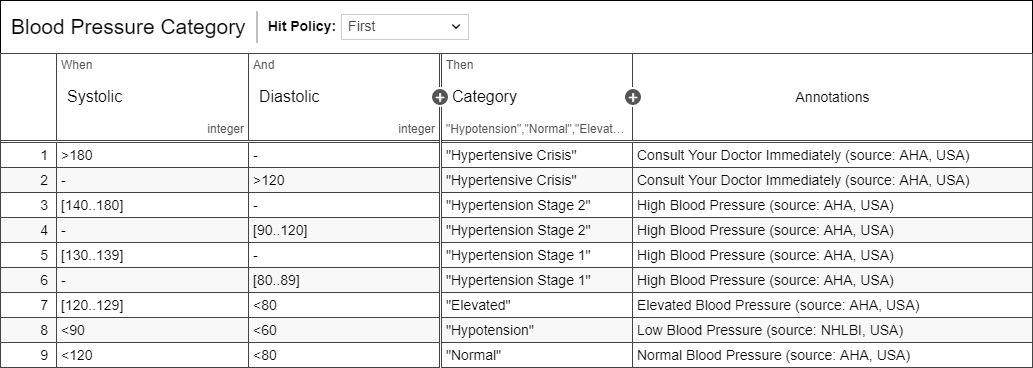 Blood Pressure Category Hit Policy: First
When And Then
Systolic Diastolic Category Annotations
integer integer "Hypotension","Normal","Elevat...
1 >180 - "Hypertensive Crisis" Consult Your Doctor Immediately (source: AHA, USA)
2 - >120 "Hypertensive Crisis" Consult Your Doctor Immediately (source: AHA, USA)
3 [140..180] - "Hypertension Stage 2" High Blood Pressure (source: AHA, USA)
4 - [90..120] "Hypertension Stage 2" High Blood Pressure (source: AHA, USA)
5 [130..139] - "Hypertension Stage 1" High Blood Pressure (source: AHA, USA)
6 - [80..89] "Hypertension Stage 1" High Blood Pressure (source: AHA, USA)
7 [120..129] <80 "Elevated" Elevated Blood Pressure (source: AHA, USA)
8 <90 <60 "Hypotension" Low Blood Pressure (source: NHLBI, USA)
9 <120 <80 "Normal" Normal Blood Pressure (source: AHA, USA)